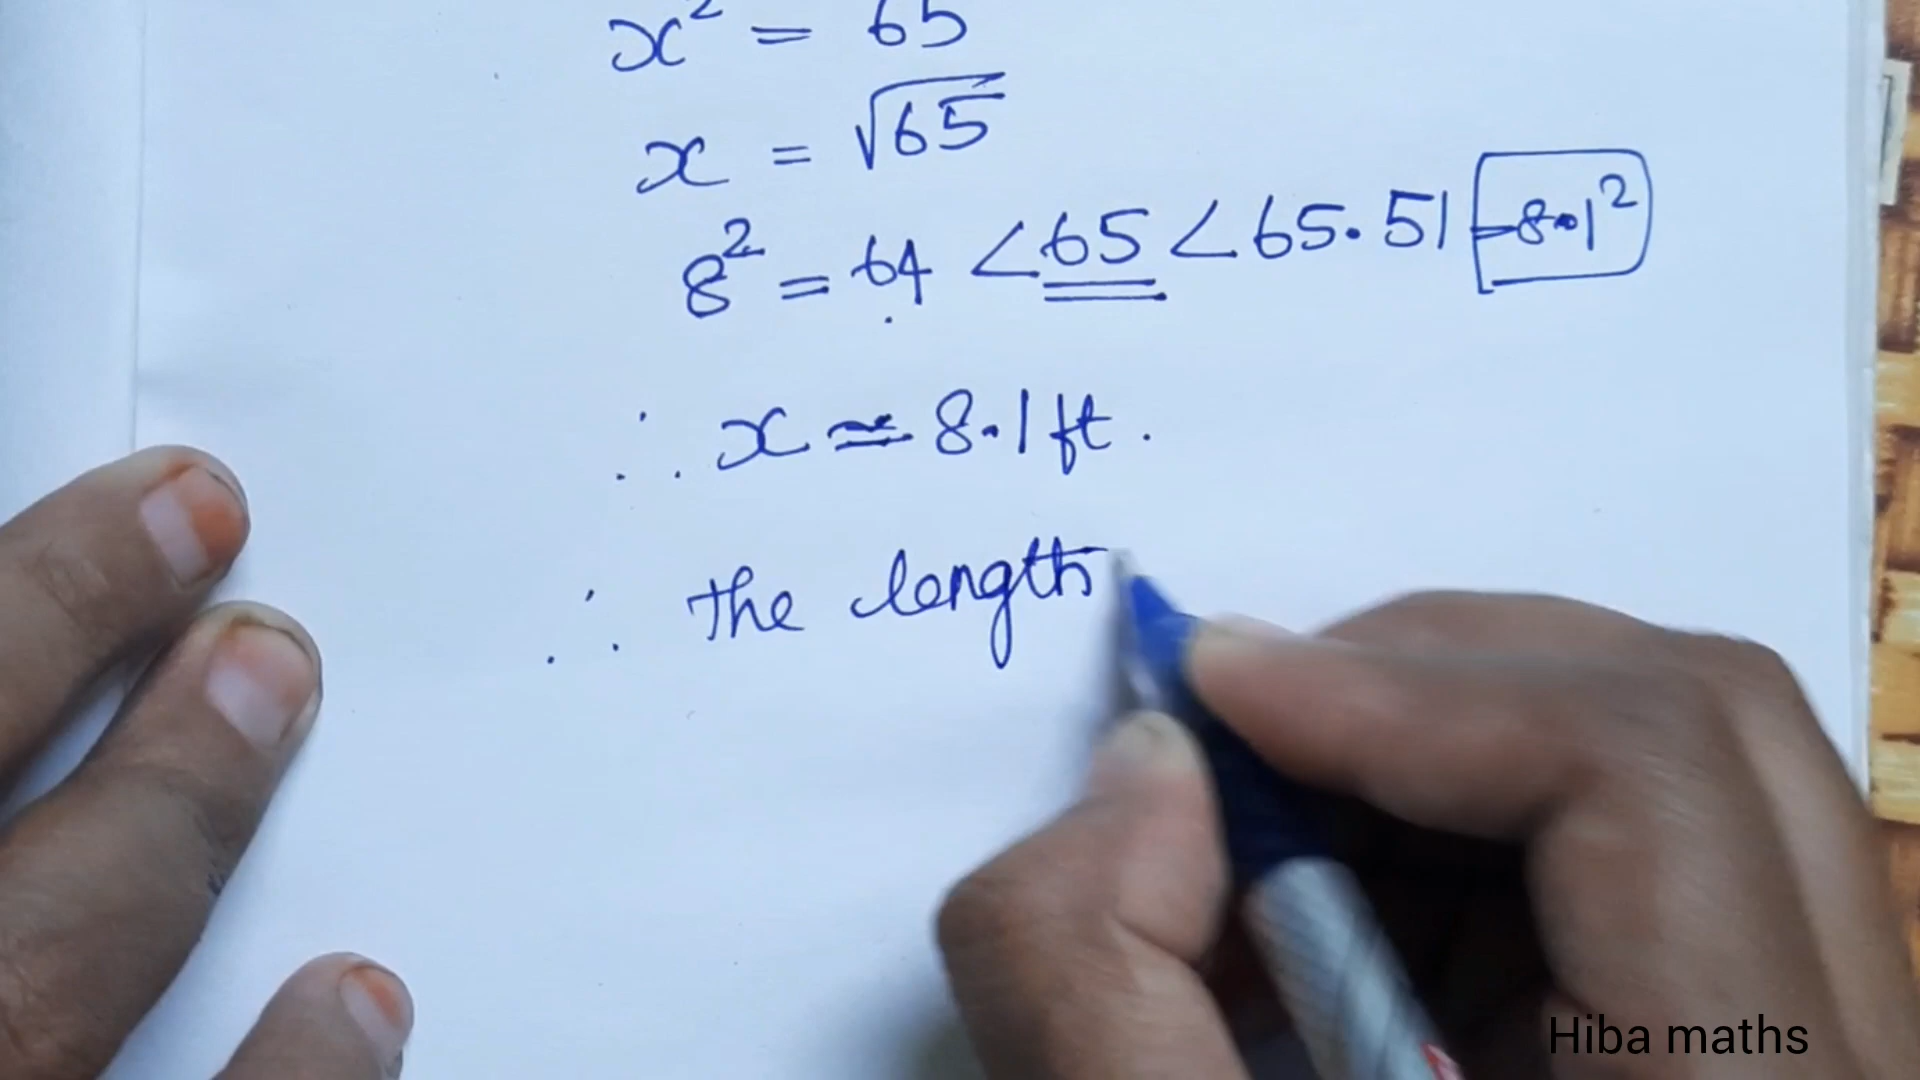 x² = 65
x = √65
8² = 64 < 65 < 65.51 = 8.1²
∴ x ≈ 8.1 ft.
∴ the length
Hiba maths